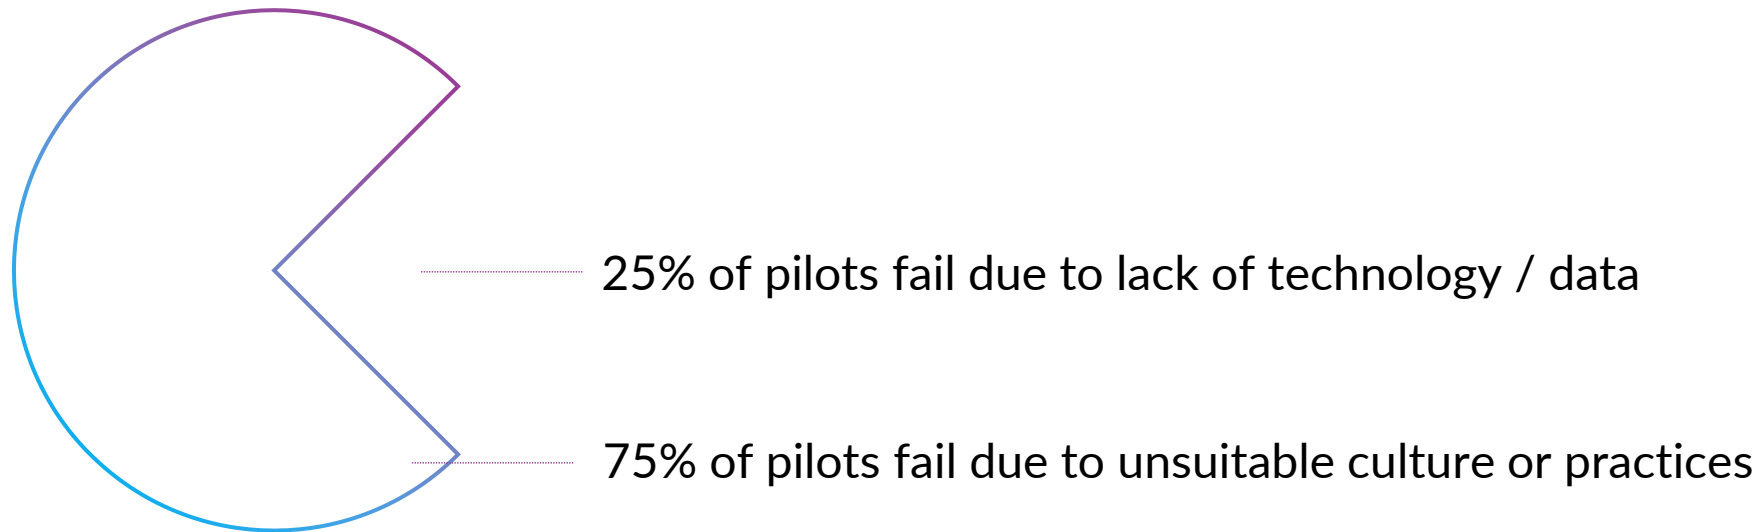 25% of pilots fail due to lack of technology / data
75% of pilots fail due to unsuitable culture or practices